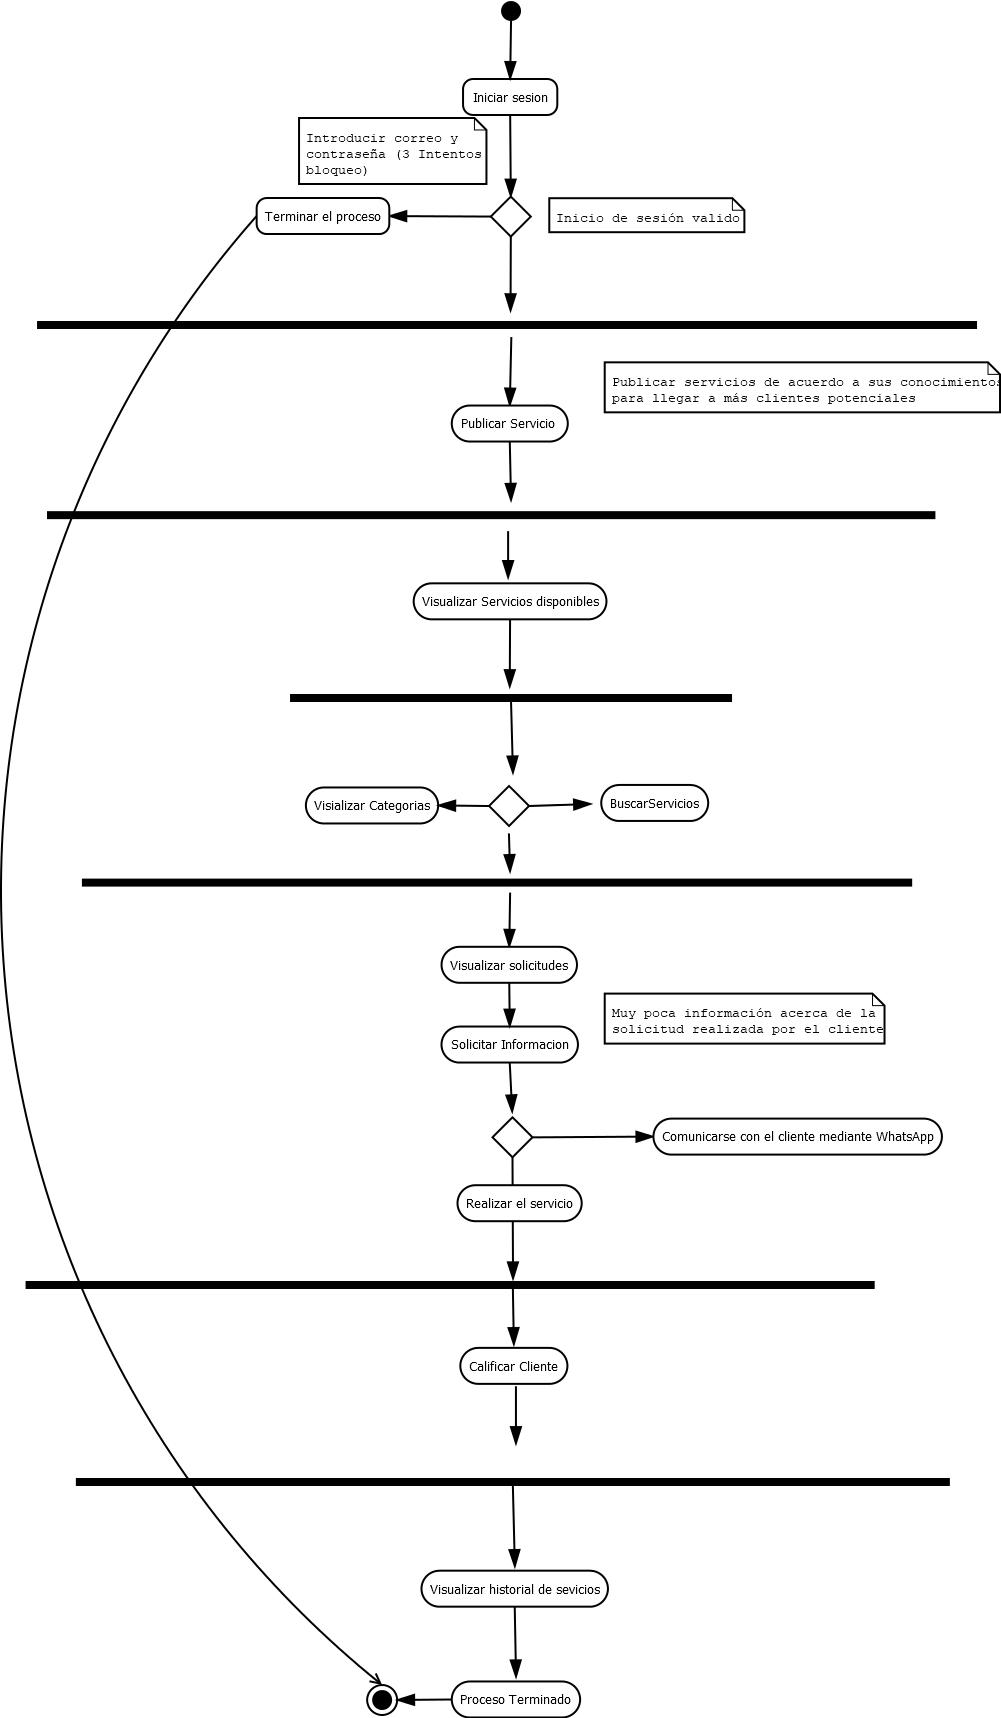 Iniciar sesion
Introducir correo y
contraseña (3 Intentos
bloqueo)
Terminar el proceso
Inicio de sesión valido
Publicar servicios de acuerdo a sus conocimientos
para llegar a más clientes potenciales
Publicar Servicio
Visualizar Servicios disponibles
Visializar Categorias
BuscarServicios
Visualizar solicitudes
Muy poca información acerca de la
solicitud realizada por el cliente
Solicitar Informacion
Comunicarse con el cliente mediante WhatsApp
Realizar el servicio
Calificar Cliente
Visualizar historial de sevicios
Proceso Terminado